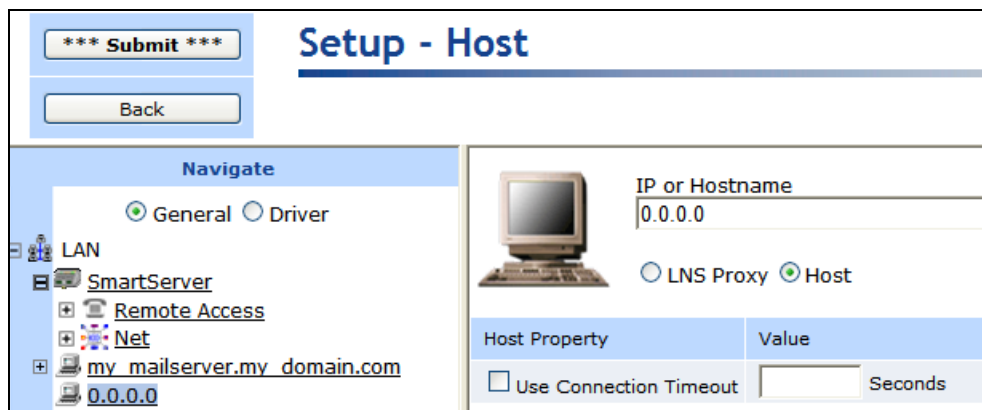 *** Submit ***
Setup - Host
Back
Navigate
General Driver
LAN
SmartServer
Remote Access
Net
my_mailserver.my_domain.com
0.0.0.0
IP or Hostname
0.0.0.0
LNS Proxy Host
Host Property Value
Use Connection Timeout Seconds